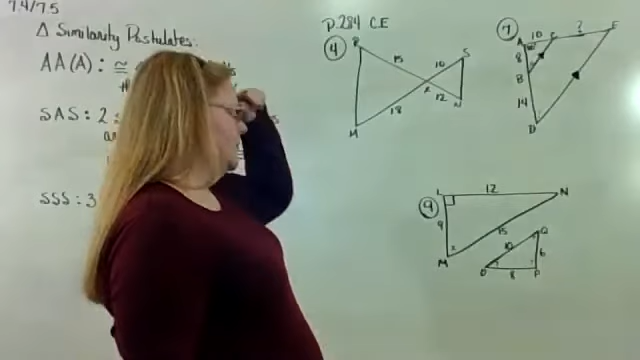 7.4/7.5
Δ Similarity Postulates:
AA(A): ≅
SAS: 2
SSS: 3
P. 284 CE
4
R
15
10
S
18
12
N
M
7
A
10
C
?
E
8
B
14
D
9
L
12
N
9
15
M
x
10
Q
6
O
8
P